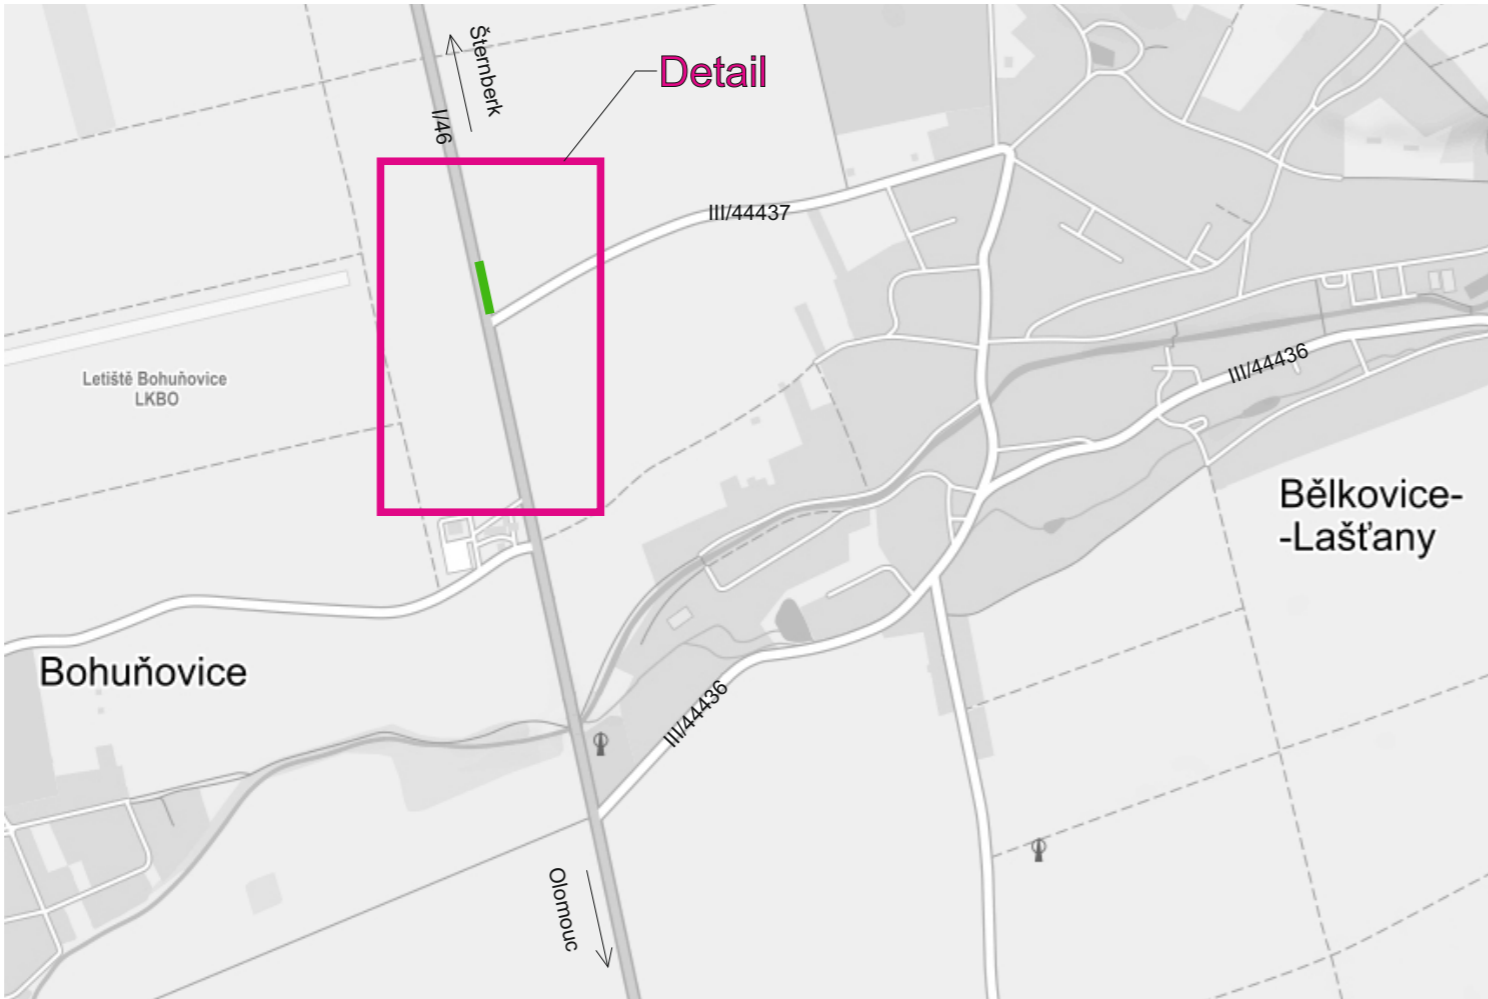 Šternberk
Detail
I/46
III/44437
Letiště Bohuňovice
LKBO
III/44436
Bělkovice-
-Lašťany
Bohuňovice
III/44436
Olomouc